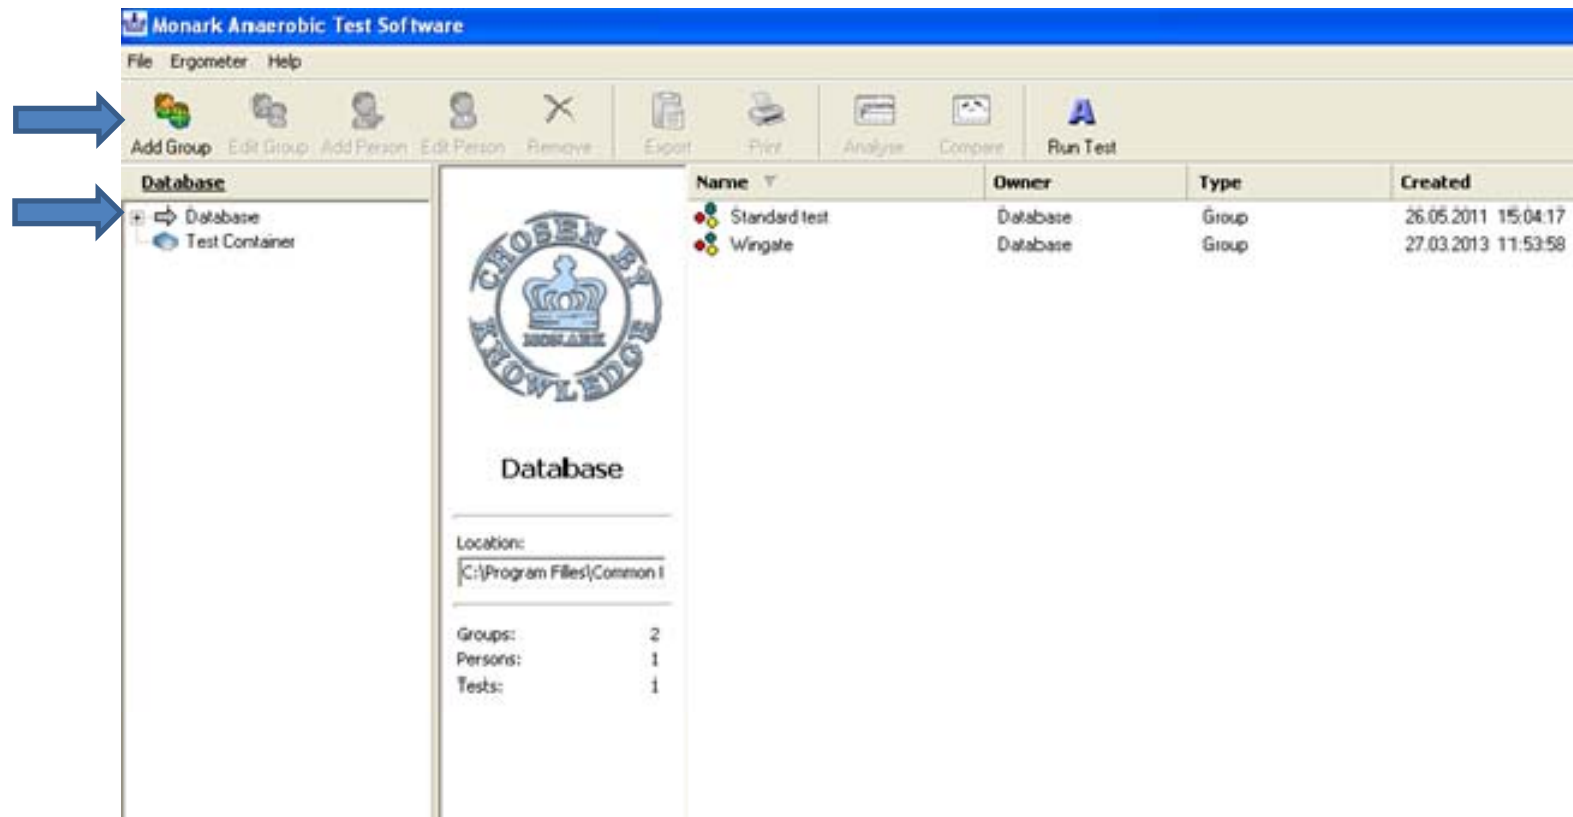 Monark Anaerobic Test Software
File Ergometer Help
Add Group Edit Group Add Person Edit Person Remove Export Print Analyse Compare Run Test
Database
Database
Test Container
CHOSEN BY
MONARK
KNOWLEDGE
Database
Location:
C:\Program Files\Common
Groups: 2
Persons: 1
Tests: 1
Name Owner Type Created
Standard test Database Group 26.05.2011 15:04:17
Wingate Database Group 27.03.2013 11:53:58